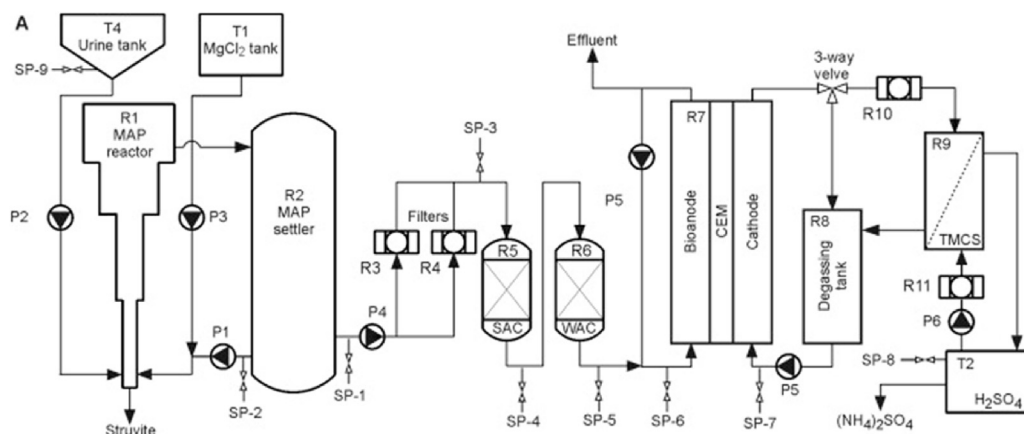 A
T4
Urine tank
T1
MgCl2 tank
SP-9
R1
MAP
reactor
P2
P3
P1
SP-2
Struvite
R2
MAP
settler
SP-1
P4
Filters
R3
R4
SP-3
R5
SAC
R6
WAC
SP-4
SP-5
Effluent
P5
SP-6
R7
Bioanode
CEM
Cathode
SP-7
P5
3-way
velve
R8
Degassing
tank
R10
R9
TMCS
R11
P6
SP-8
T2
H2SO4
(NH4)2SO4